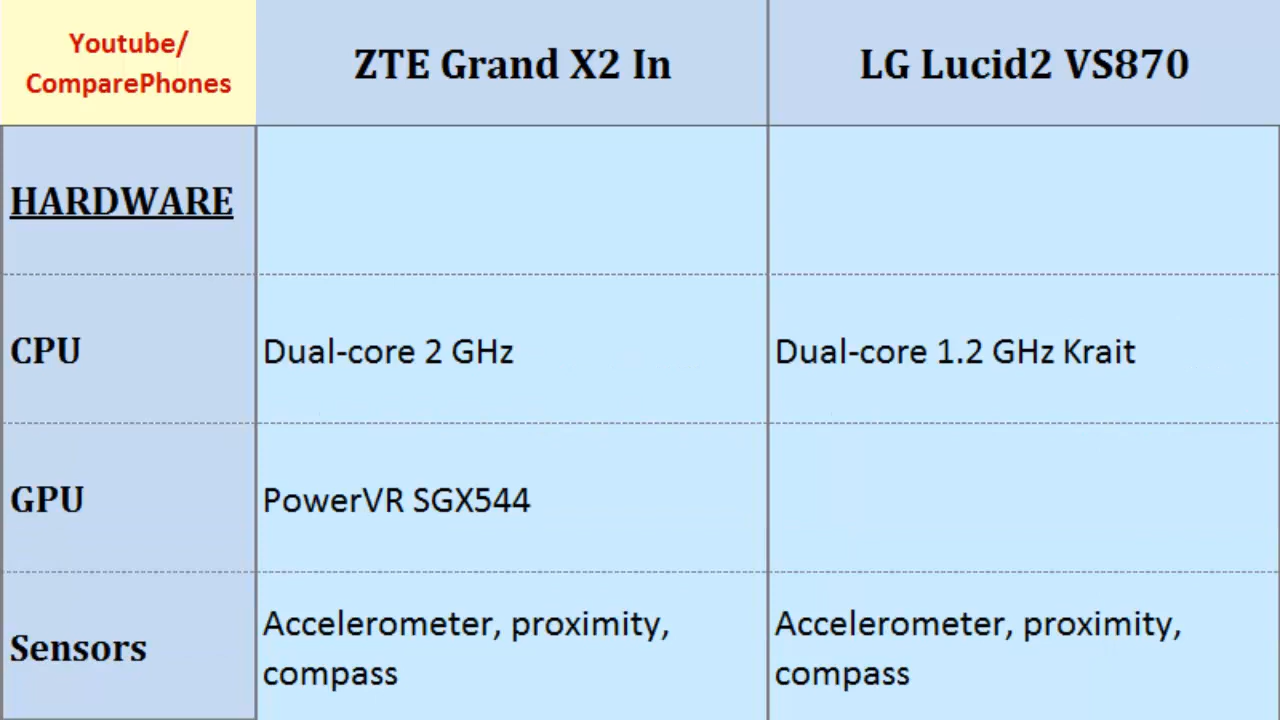 Youtube/
ComparePhones
ZTE Grand X2 In
LG Lucid2 VS870
HARDWARE
CPU
Dual-core 2 GHz
Dual-core 1.2 GHz Krait
GPU
PowerVR SGX544
Sensors
Accelerometer, proximity,
compass
Accelerometer, proximity,
compass